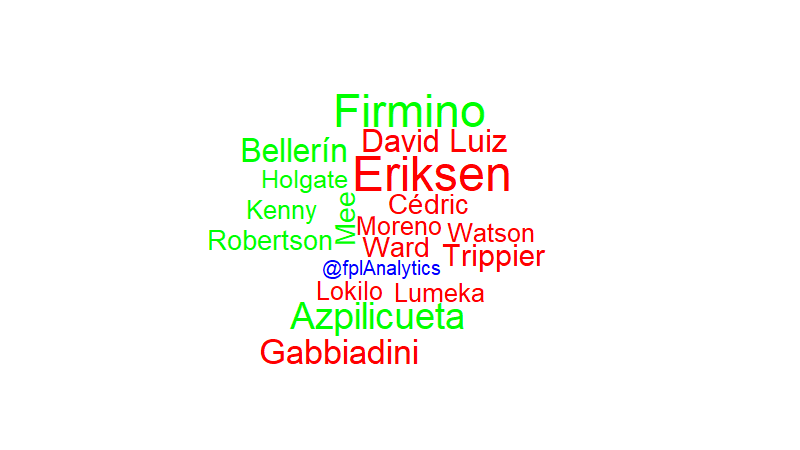 Firmino
David Luiz
Bellerín
Eriksen
Holgate
Cédric
Kenny
Mee
Moreno
Watson
Robertson
Ward
Trippier
@fplAnalytics
Lokilo
Lumeka
Azpilicueta
Gabbiadini